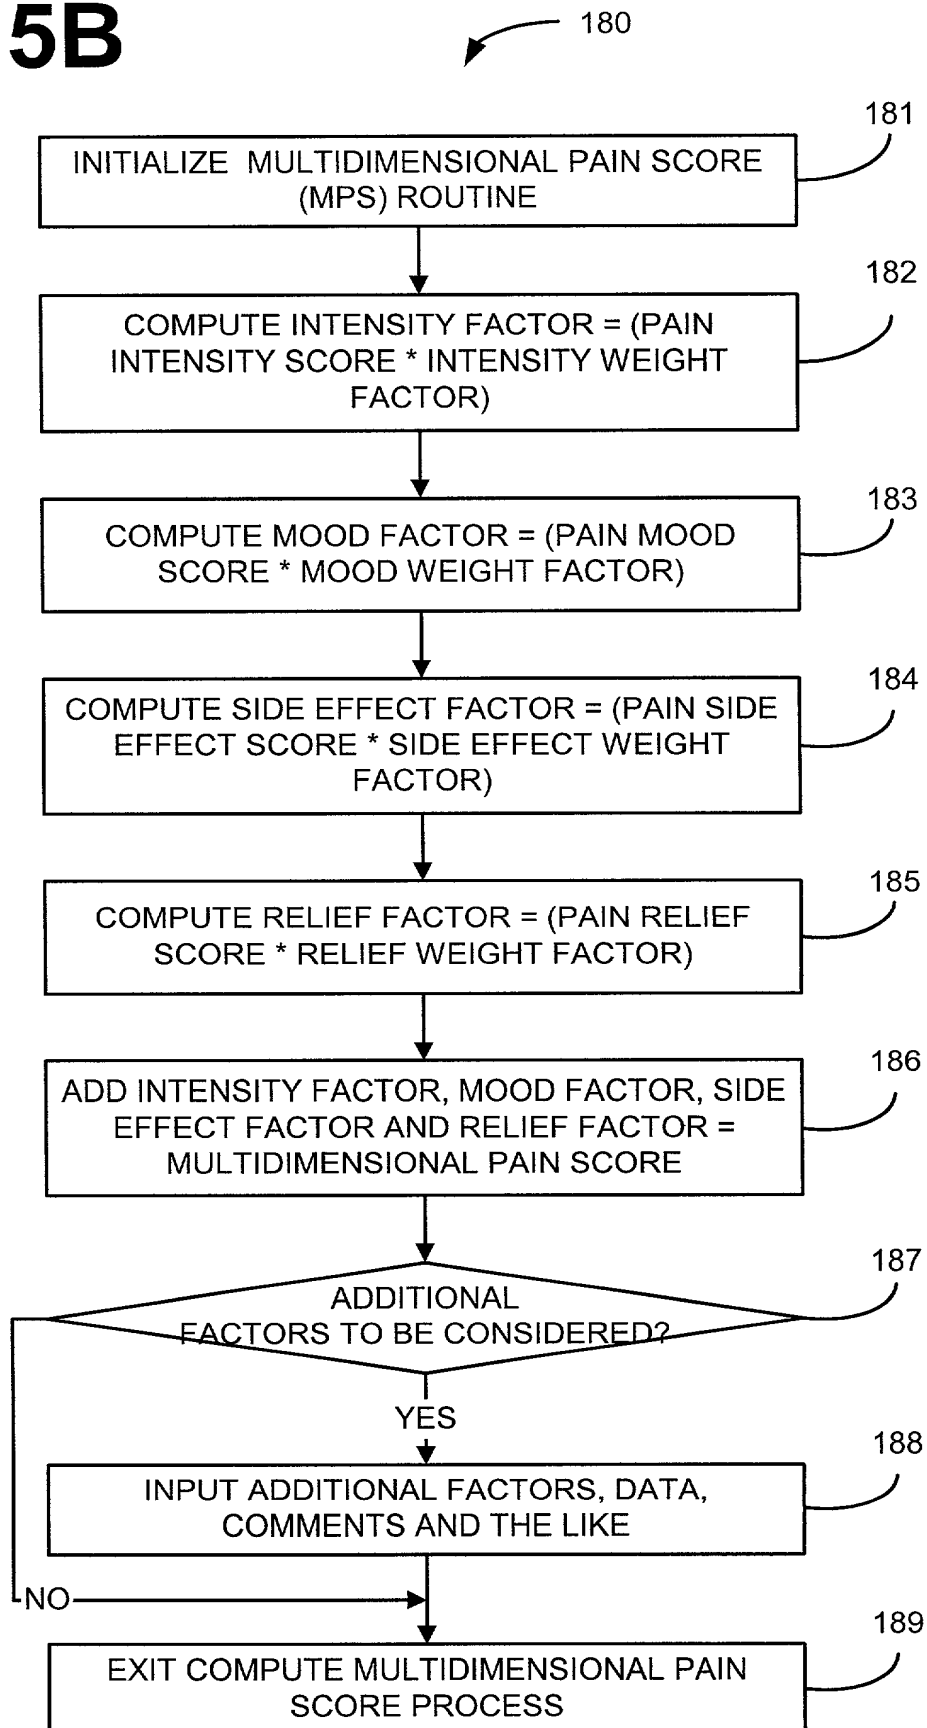 5B
180
181
INITIALIZE MULTIDIMENSIONAL PAIN SCORE
(MPS) ROUTINE
182
COMPUTE INTENSITY FACTOR = (PAIN
INTENSITY SCORE * INTENSITY WEIGHT
FACTOR)
183
COMPUTE MOOD FACTOR = (PAIN MOOD
SCORE * MOOD WEIGHT FACTOR)
184
COMPUTE SIDE EFFECT FACTOR = (PAIN SIDE
EFFECT SCORE * SIDE EFFECT WEIGHT
FACTOR)
185
COMPUTE RELIEF FACTOR = (PAIN RELIEF
SCORE * RELIEF WEIGHT FACTOR)
186
ADD INTENSITY FACTOR, MOOD FACTOR, SIDE
EFFECT FACTOR AND RELIEF FACTOR =
MULTIDIMENSIONAL PAIN SCORE
187
ADDITIONAL
FACTORS TO BE CONSIDERED?
YES
188
INPUT ADDITIONAL FACTORS, DATA,
COMMENTS AND THE LIKE
NO
189
EXIT COMPUTE MULTIDIMENSIONAL PAIN
SCORE PROCESS